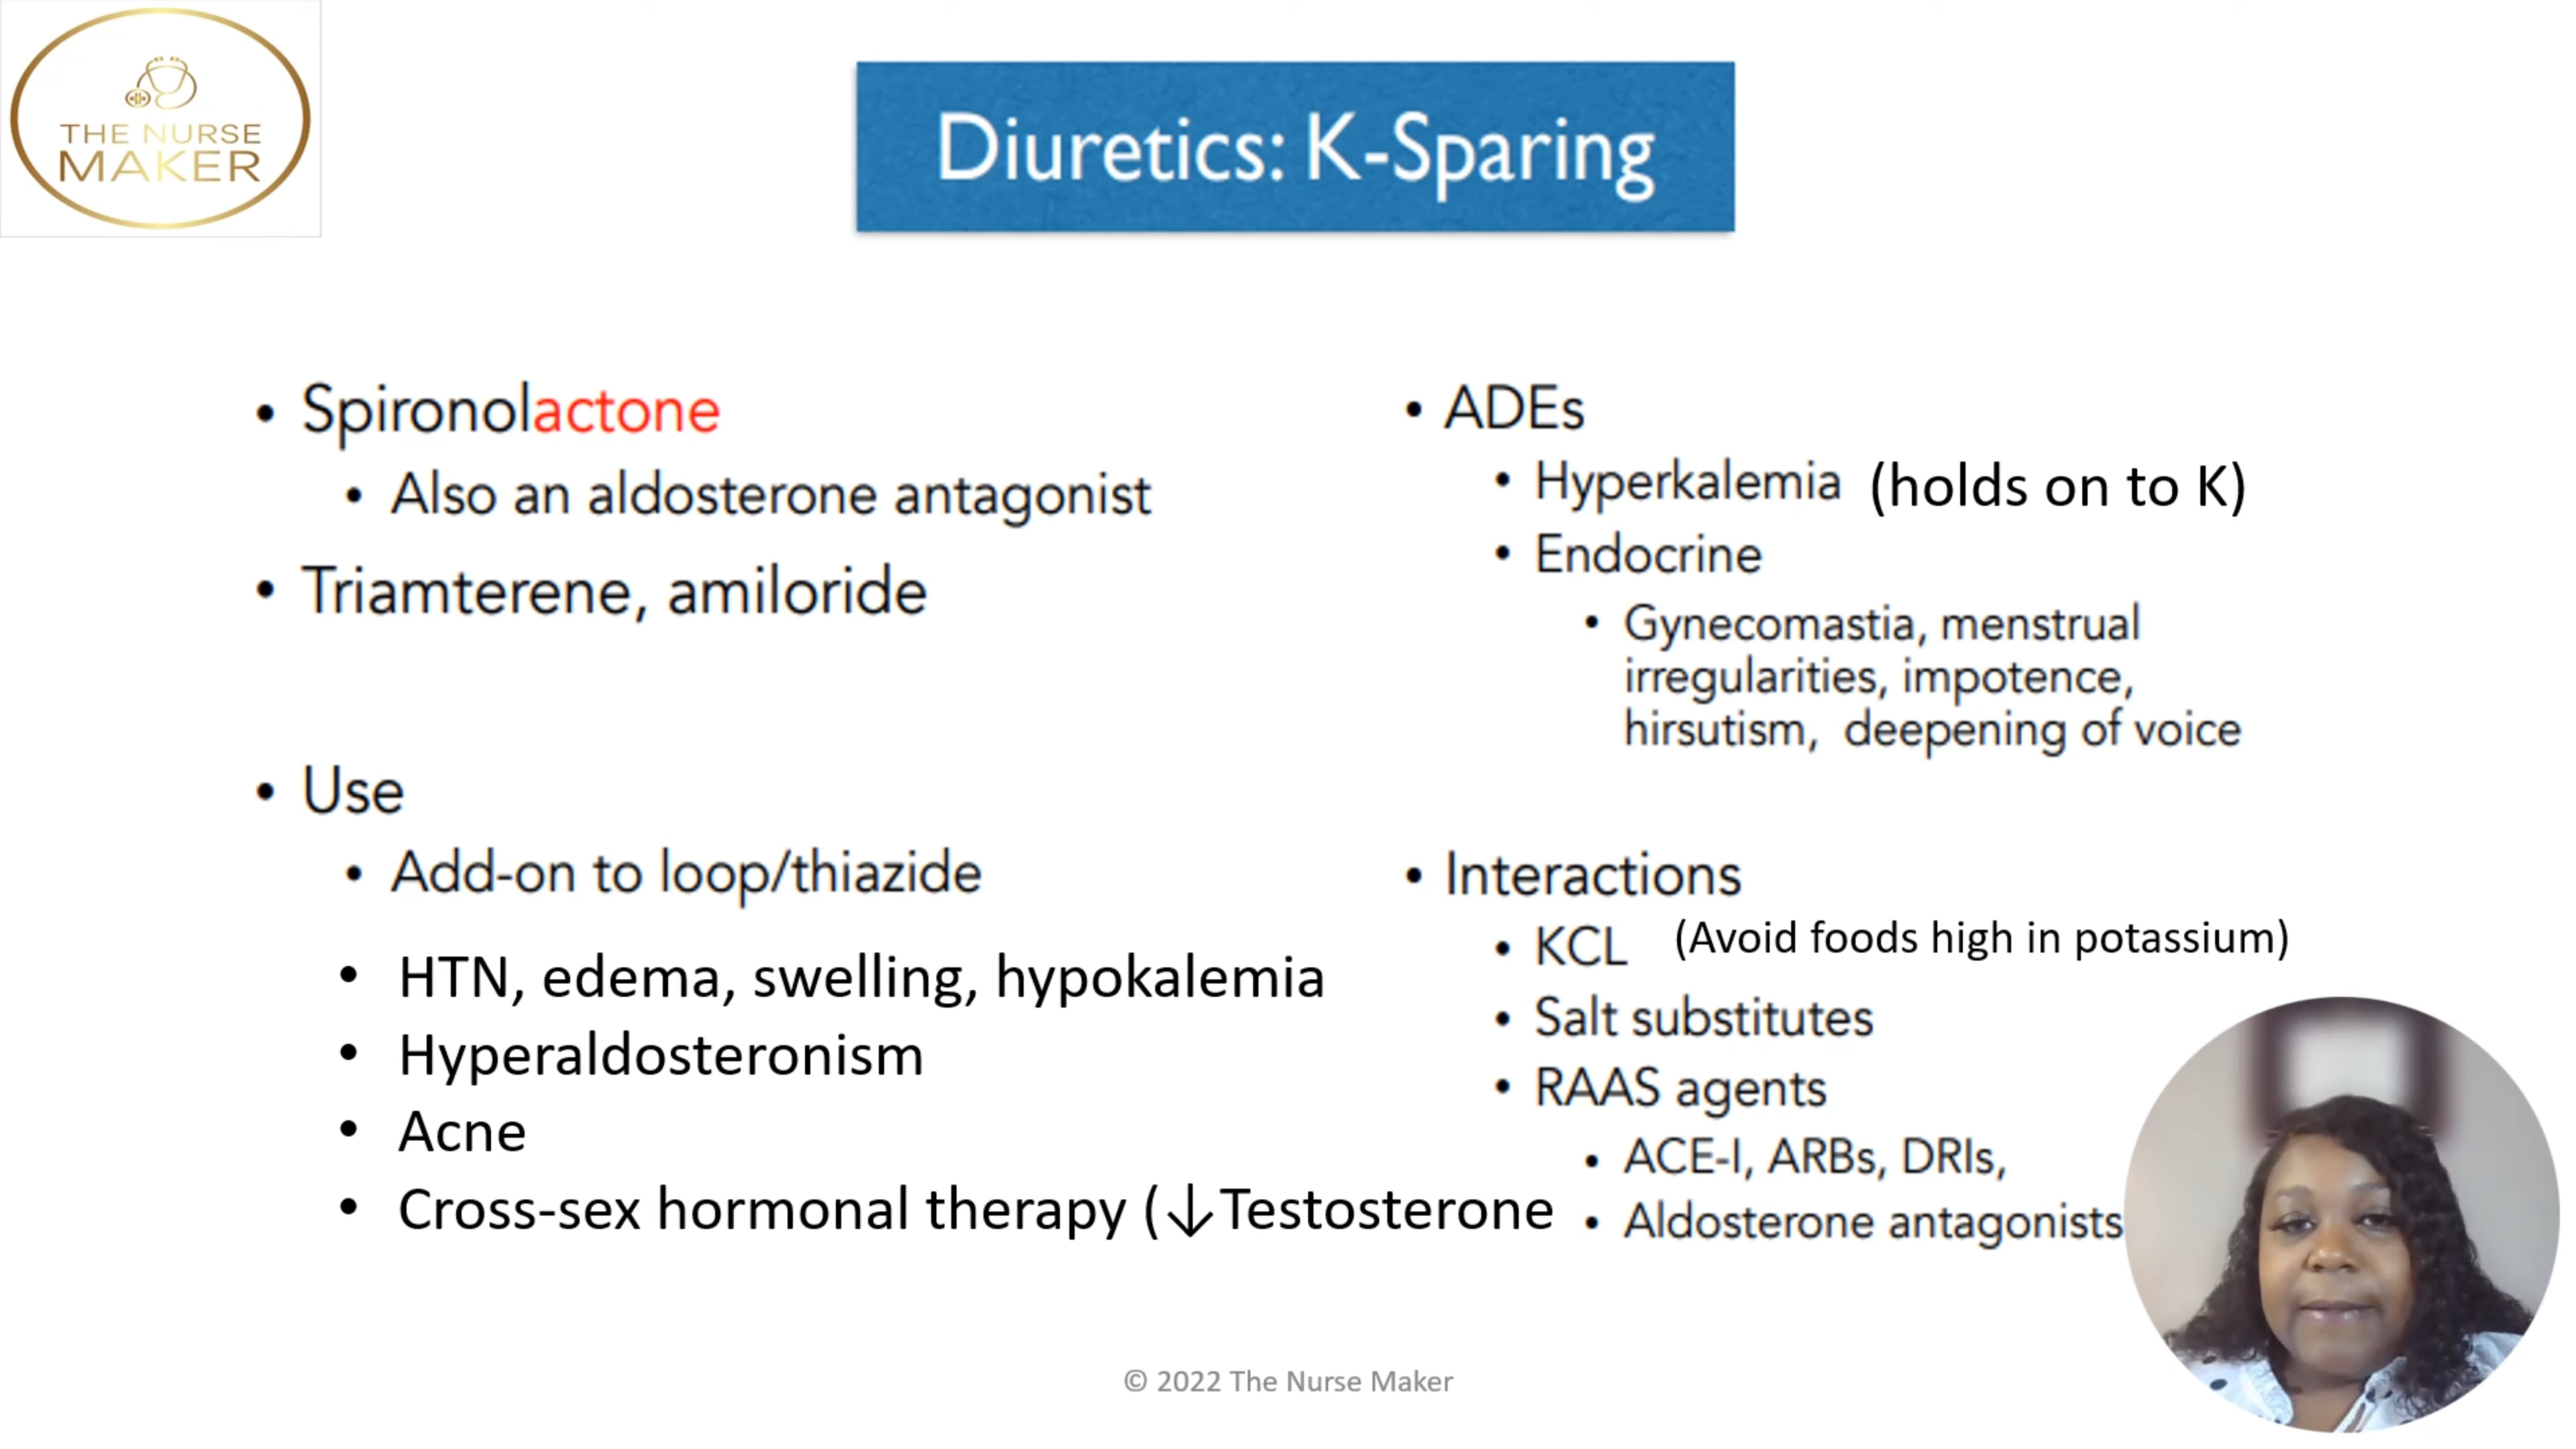 THE NURSE
MAKER
Diuretics: K-Sparing
• Spironolactone
• Also an aldosterone antagonist
• Triamterene, amiloride
• Use
• Add-on to loop/thiazide
• HTN, edema, swelling, hypokalemia
• Hyperaldosteronism
• Acne
• Cross-sex hormonal therapy (↓Testosterone
• ADEs
• Hyperkalemia (holds on to K)
• Endocrine
• Gynecomastia, menstrual
irregularities, impotence,
hirsutism, deepening of voice
• Interactions
• KCL (Avoid foods high in potassium)
• Salt substitutes
• RAAS agents
• ACE-I, ARBs, DRIs,
• Aldosterone antagonists
© 2022 The Nurse Maker